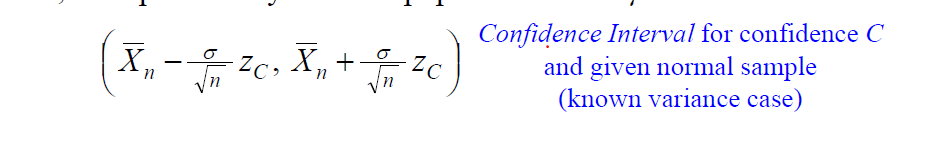 ( X̄ₙ − σ/√n z_C, X̄ₙ + σ/√n z_C )
Confidence Interval for confidence C
and given normal sample
(known variance case)